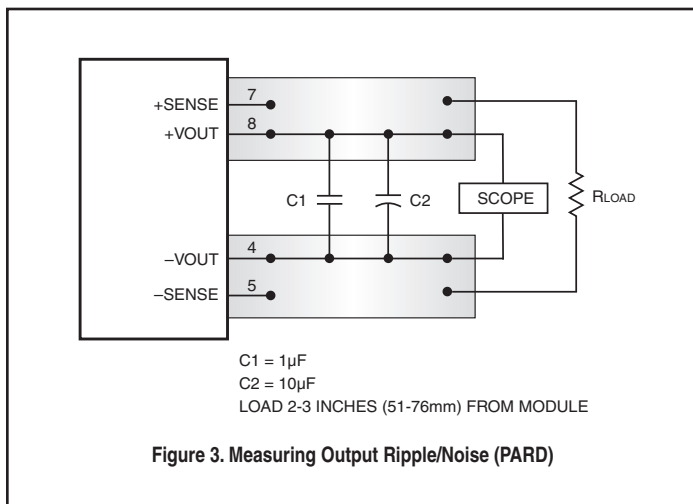 +SENSE 7
+VOUT 8
C1 C2 SCOPE RLOAD
–VOUT 4
–SENSE 5
C1 = 1µF
C2 = 10µF
LOAD 2-3 INCHES (51-76mm) FROM MODULE
Figure 3. Measuring Output Ripple/Noise (PARD)